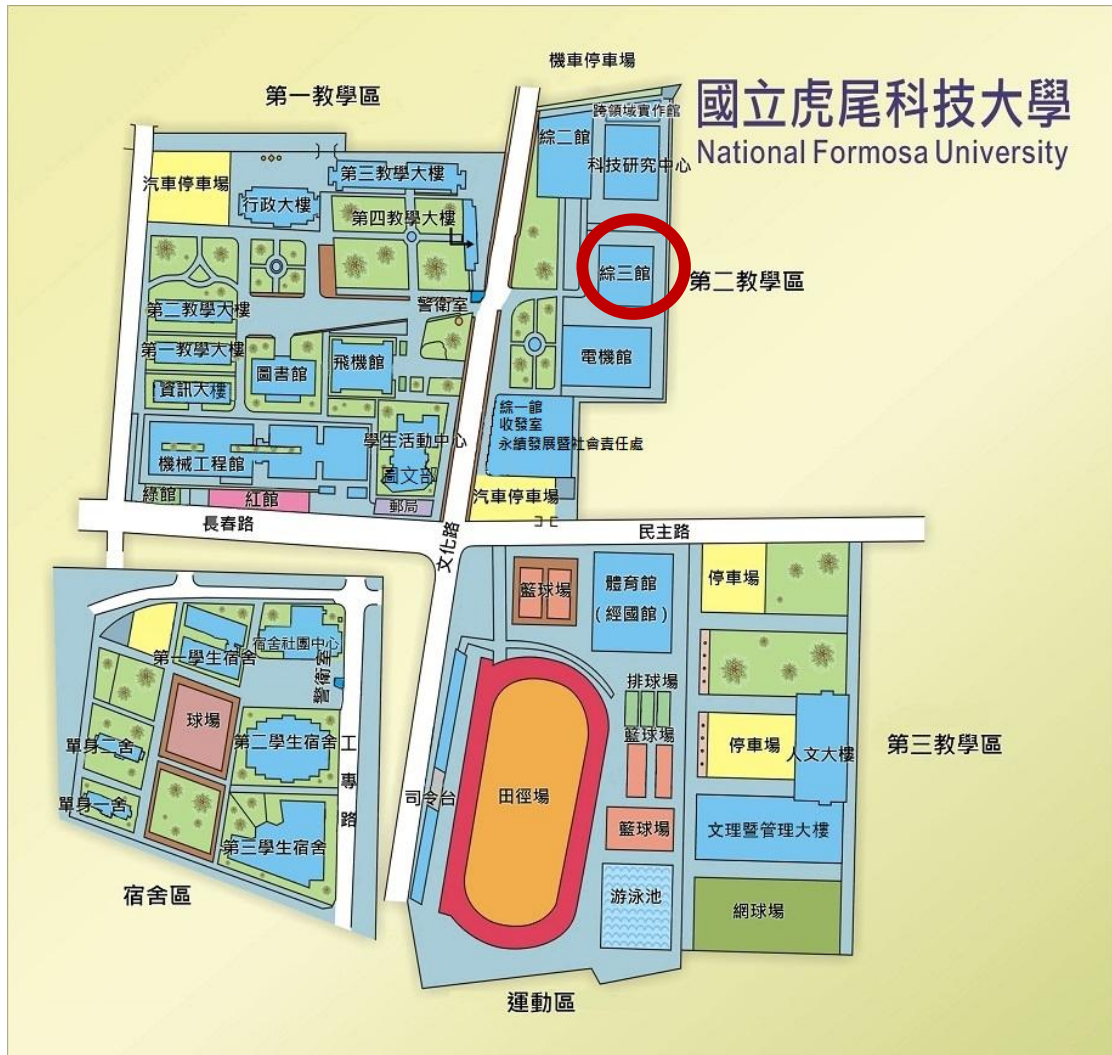 機車停車場
國立虎尾科技大學
National Formosa University
第一教學區
跨領域實作館
綜二館
科技研究中心
第三教學大樓
汽車停車場
行政大樓
第四教學大樓
綜三館
第二教學區
警衛室
第二教學大樓
第一教學大樓
圖書館
飛機館
電機館
資訊大樓
綜一館
收發室
永續發展暨社會責任處
學生活動中心
機械工程館
圖文部
綠館
紅館
郵局
汽車停車場
長春路
文化路
民主路
籃球場
體育館
(經國館)
停車場
宿舍社團中心
第一學生宿舍
警衛室
排球場
球場
籃球場
停車場
人文大樓
第三教學區
單身二舍
第二學生宿舍
工專路
單身一舍
司令台
田徑場
籃球場
文理暨管理大樓
第三學生宿舍
宿舍區
游泳池
網球場
運動區